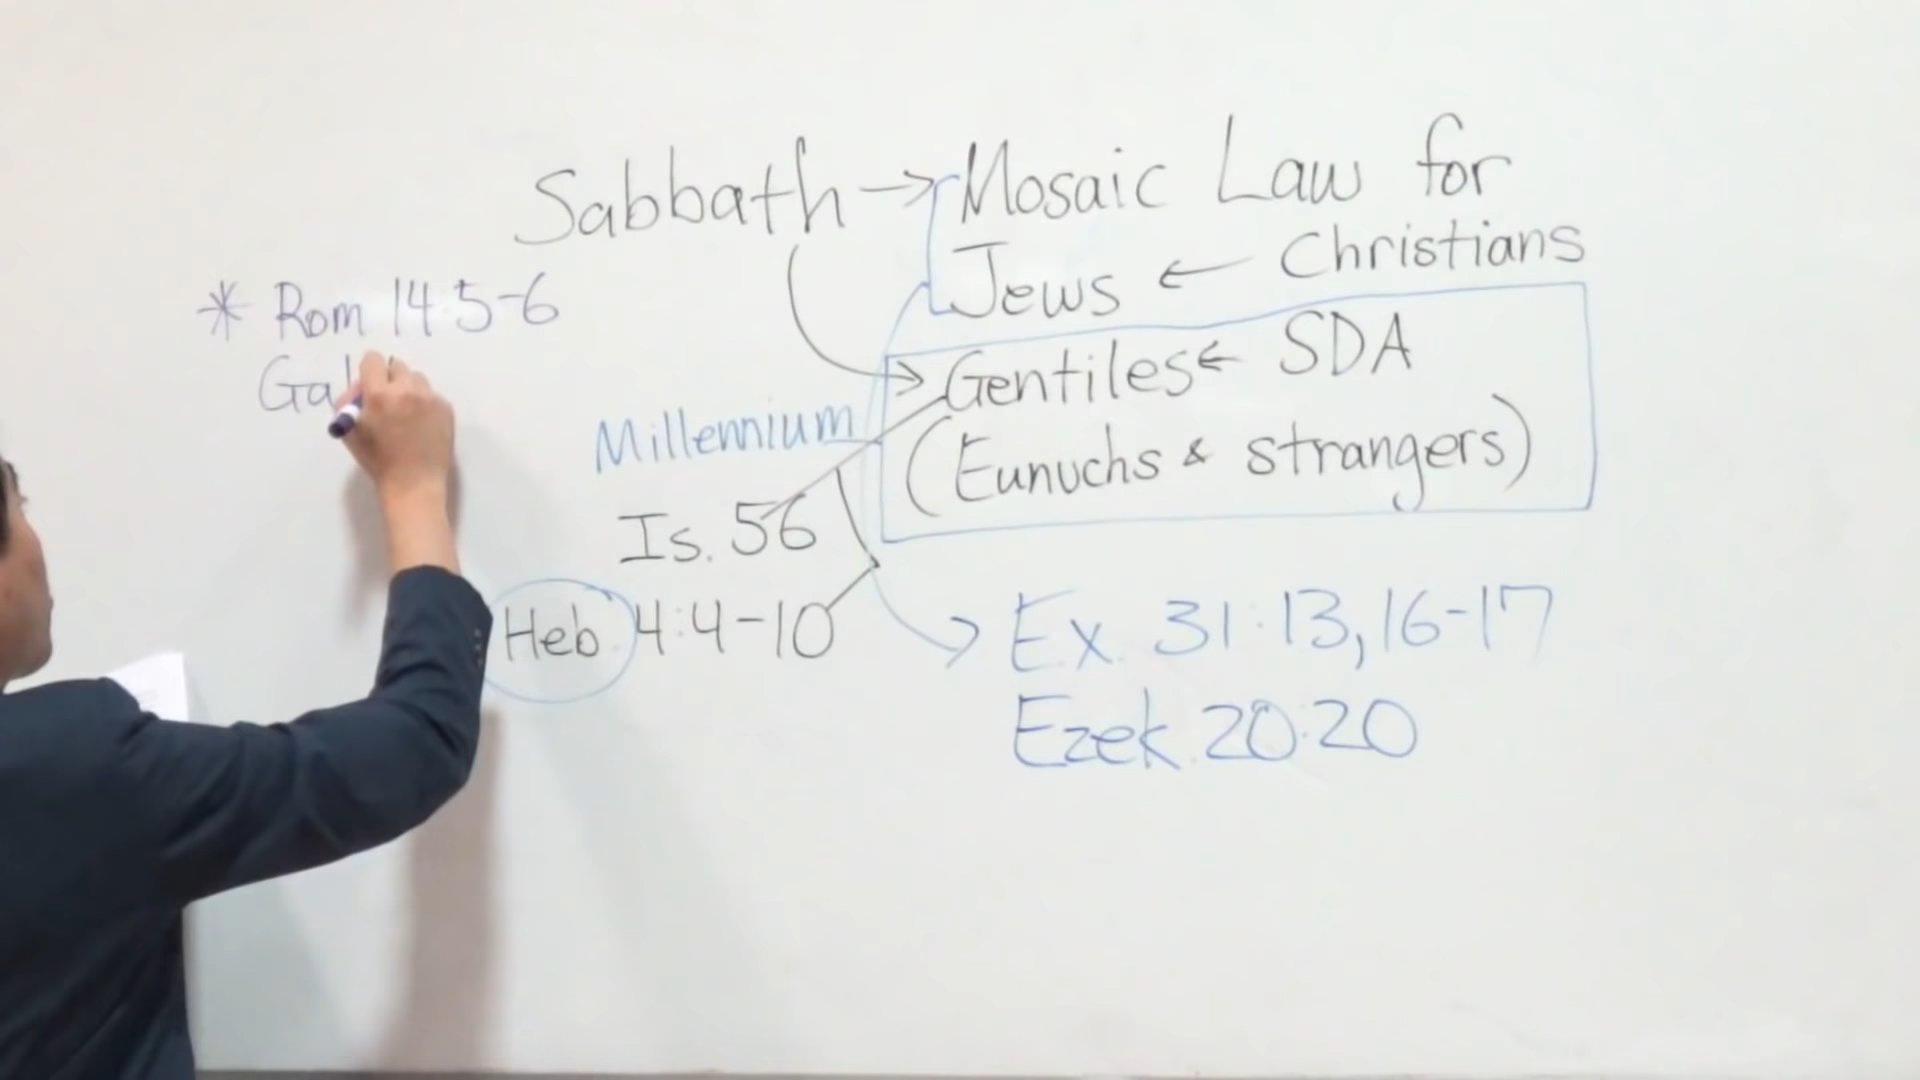 Sabbath → Mosaic Law for
Jews ← Christians
Gentiles ← SDA
(Eunuchs & strangers)
* Rom 14:5-6
Gal
Millennium
Is. 56
Heb. 4:4-10
Ex. 31:13,16-17
Ezek. 20:20